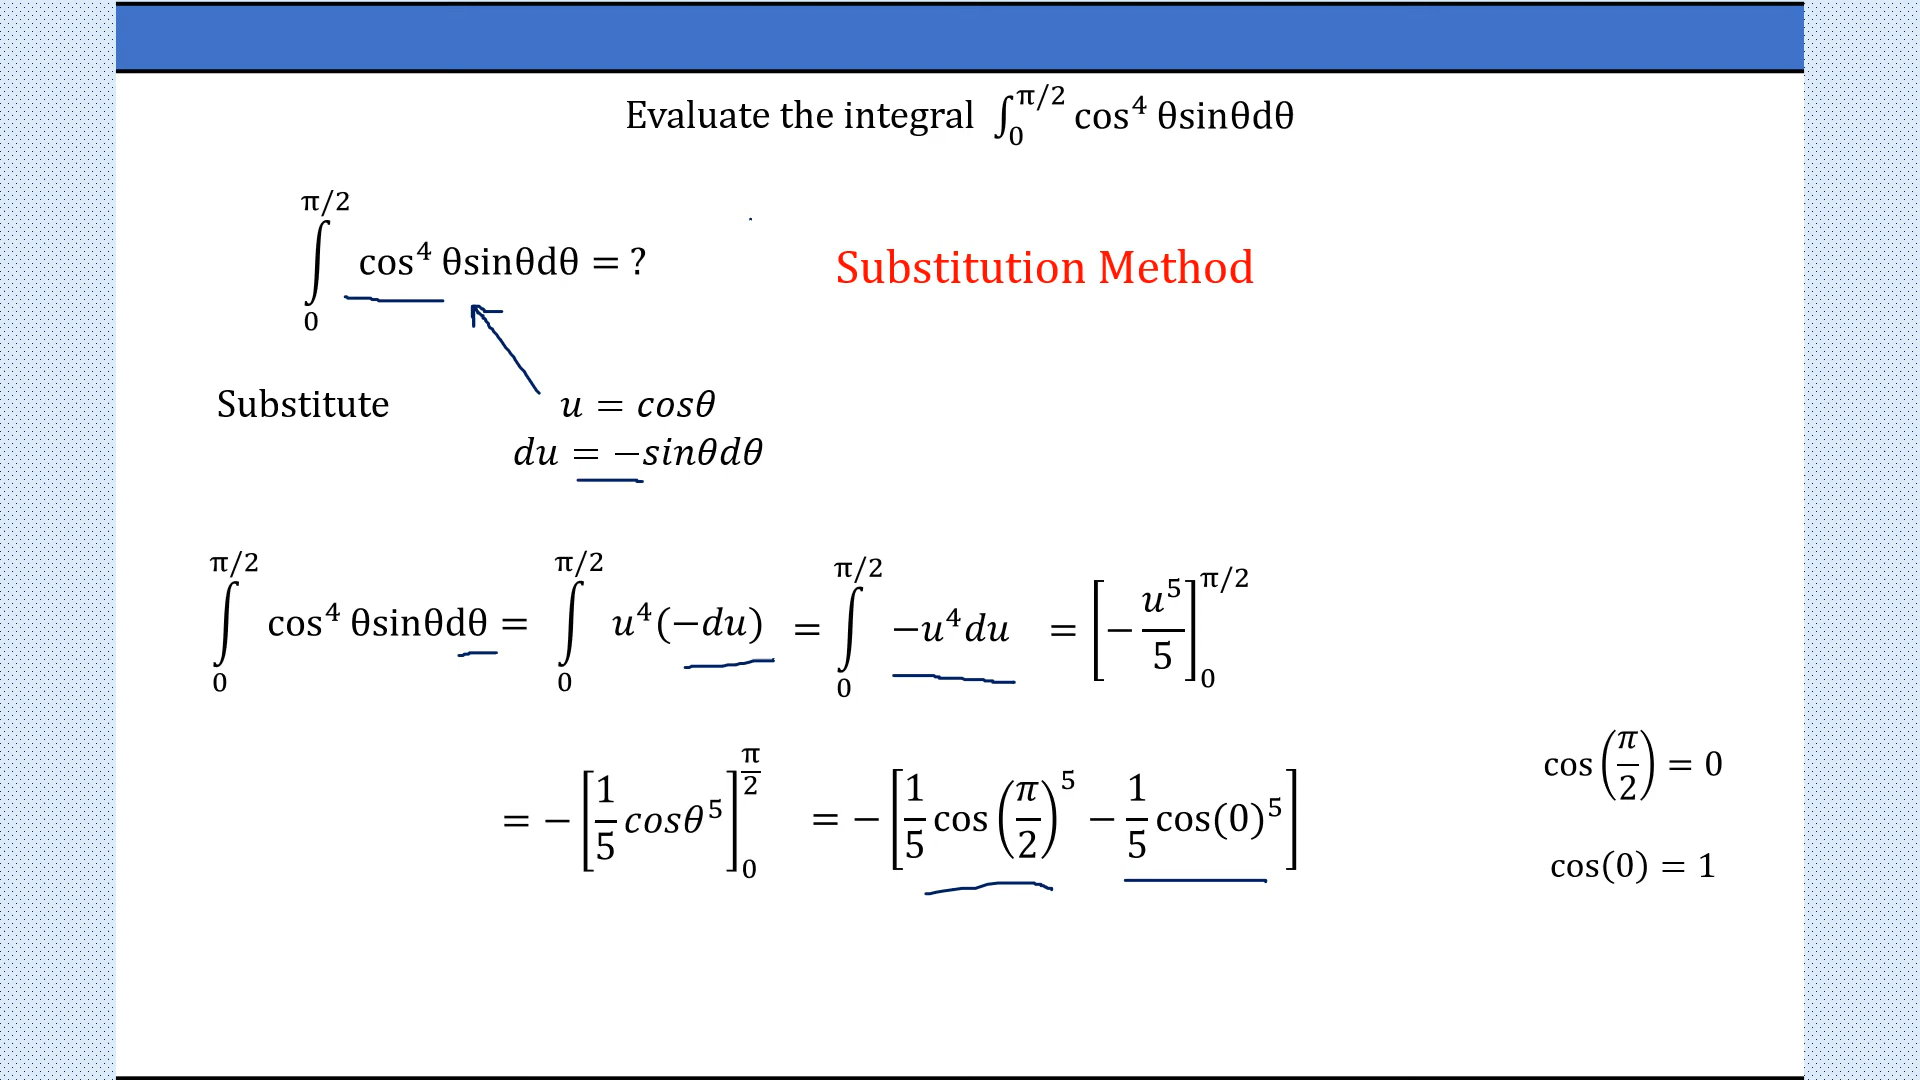 Evaluate the integral ∫₀^{π/2} cos⁴ θsinθdθ
∫₀^{π/2} cos⁴ θsinθdθ = ?
Substitution Method
Substitute u = cosθ
du = −sinθdθ
∫₀^{π/2} cos⁴ θsinθdθ = ∫₀^{π/2} u⁴(−du) = ∫₀^{π/2} −u⁴du = [−u⁵/5]₀^{π/2}
= −[1/5 cosθ⁵]₀^{π/2} = −[1/5 cos(π/2)⁵ − 1/5 cos(0)⁵]
cos(π/2) = 0
cos(0) = 1